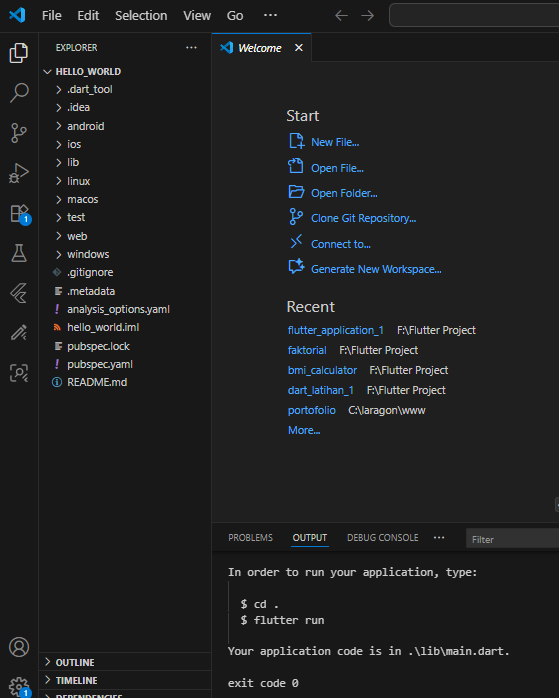 File Edit Selection View Go ···
EXPLORER ···
HELLO_WORLD
.dart_tool
.idea
android
ios
lib
linux
macos
test
web
windows
.gitignore
.metadata
! analysis_options.yaml
hello_world.iml
pubspec.lock
! pubspec.yaml
README.md
OUTLINE
TIMELINE
DEPENDENCIES
1
1
Welcome
Start
New File...
Open File...
Open Folder...
Clone Git Repository...
Connect to...
Generate New Workspace...
Recent
flutter_application_1 F:\Flutter Project
faktorial F:\Flutter Project
bmi_calculator F:\Flutter Project
dart_latihan_1 F:\Flutter Project
portofolio C:\laragon\www
More...
PROBLEMS OUTPUT DEBUG CONSOLE ··· Filter
In order to run your application, type:
$ cd .
$ flutter run
Your application code is in .\lib\main.dart.
exit code 0